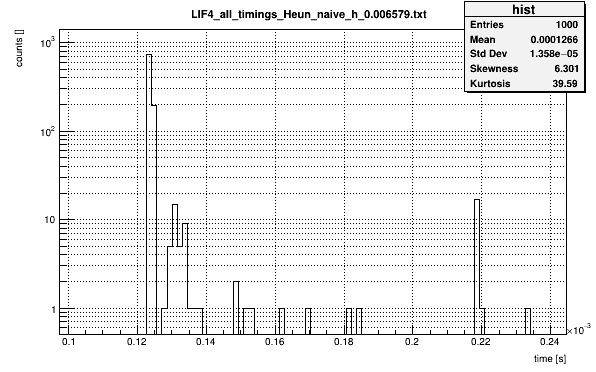 LIF4_all_timings_Heun_naive_h_0.006579.txt
hist
Entries 1000
Mean 0.0001266
Std Dev 1.358e−05
Skewness 6.301
Kurtosis 39.59
counts []
10³
10²
10
1
0.1 0.12 0.14 0.16 0.18 0.2 0.22 0.24
×10⁻³
time [s]